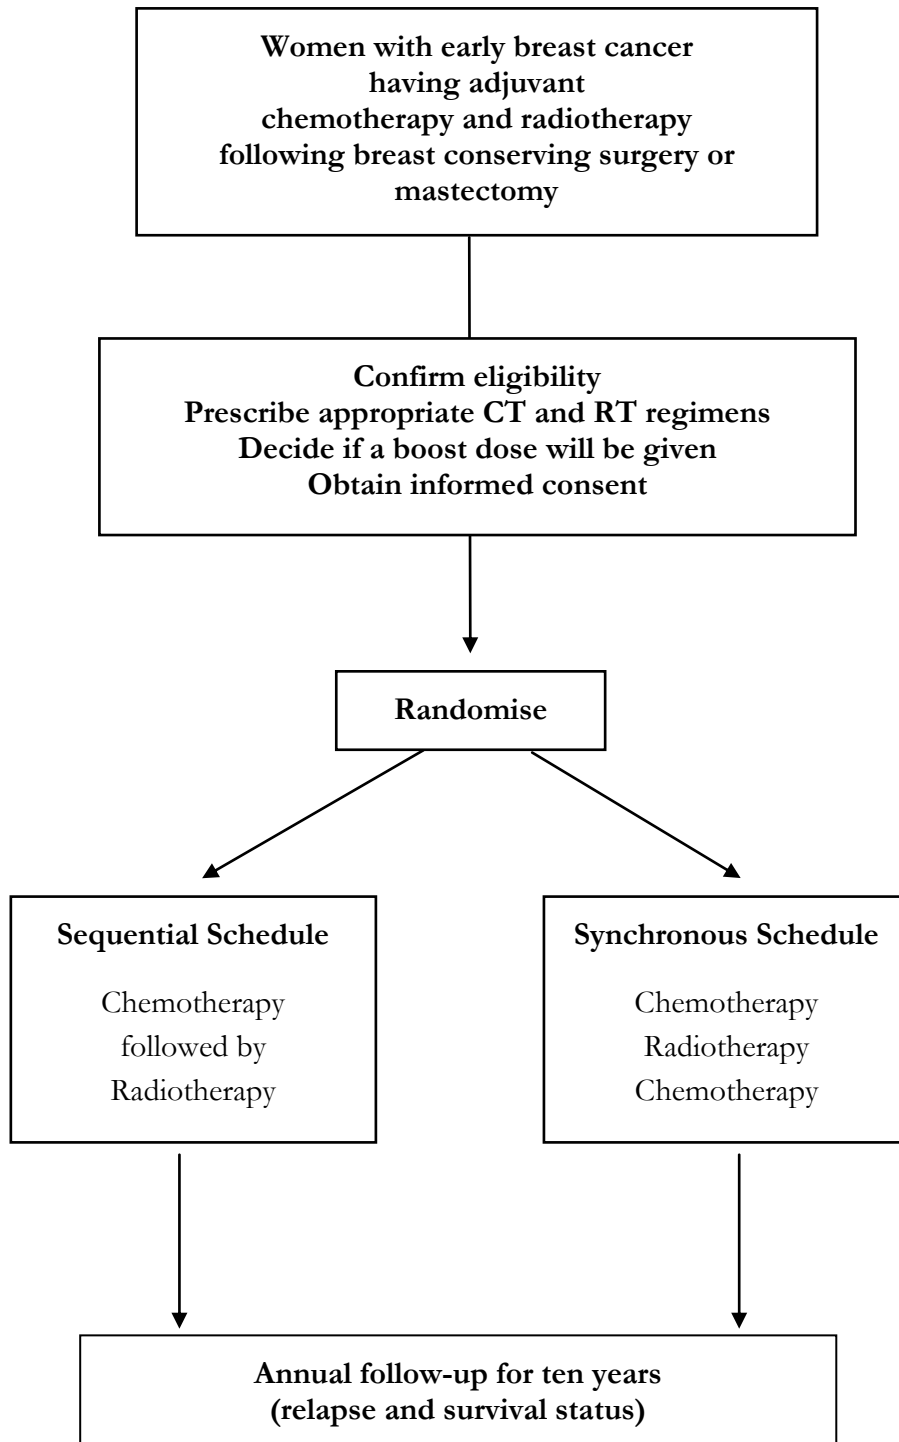 Women with early breast cancer
having adjuvant
chemotherapy and radiotherapy
following breast conserving surgery or
mastectomy
Confirm eligibility
Prescribe appropriate CT and RT regimens
Decide if a boost dose will be given
Obtain informed consent
Randomise
Sequential Schedule
Chemotherapy
followed by
Radiotherapy
Synchronous Schedule
Chemotherapy
Radiotherapy
Chemotherapy
Annual follow-up for ten years
(relapse and survival status)